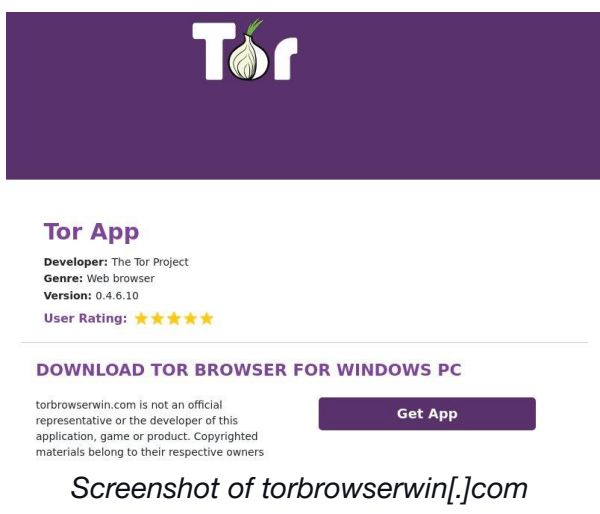 Tor
Tor App
Developer: The Tor Project
Genre: Web browser
Version: 0.4.6.10
User Rating:
DOWNLOAD TOR BROWSER FOR WINDOWS PC
torbrowserwin.com is not an official
representative or the developer of this
application, game or product. Copyrighted
materials belong to their respective owners
Get App
Screenshot of torbrowserwin[.]com